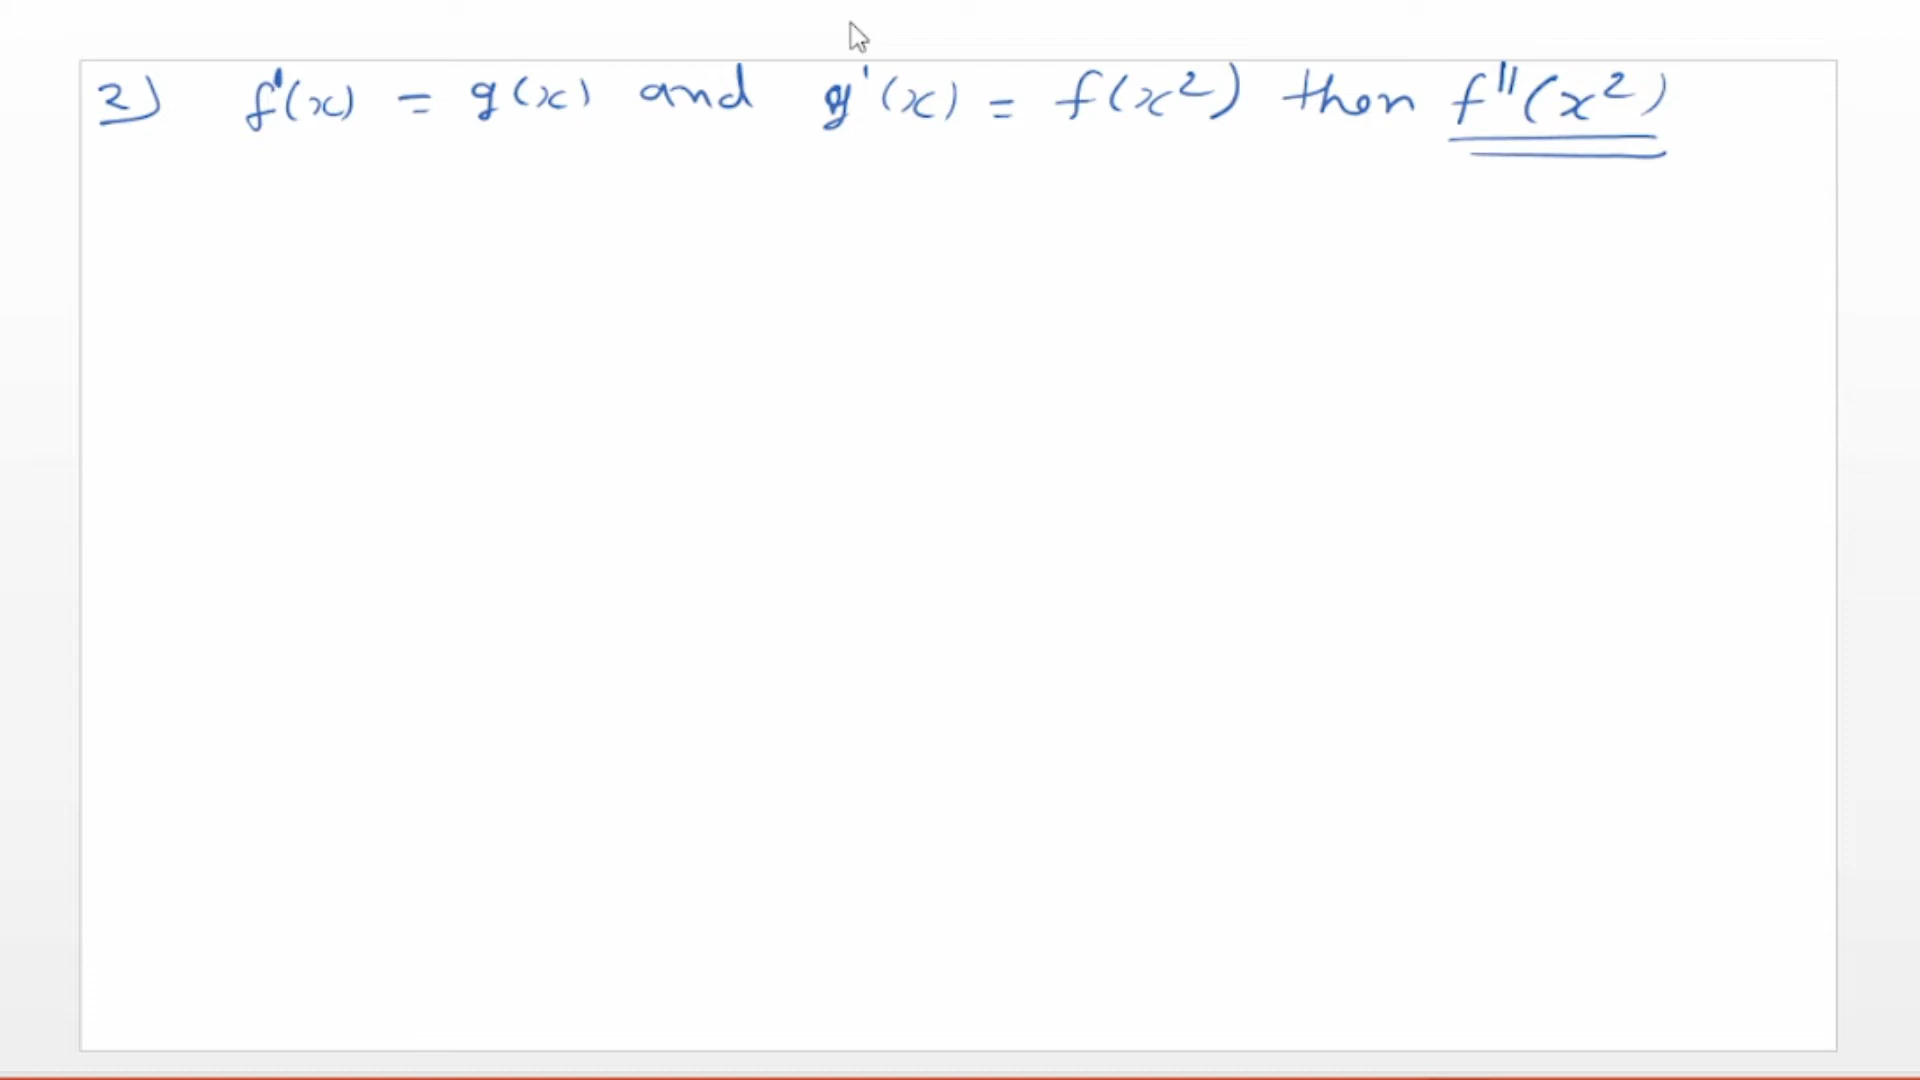 2) f'(x) = g(x) and g'(x) = f(x²) then f''(x²)